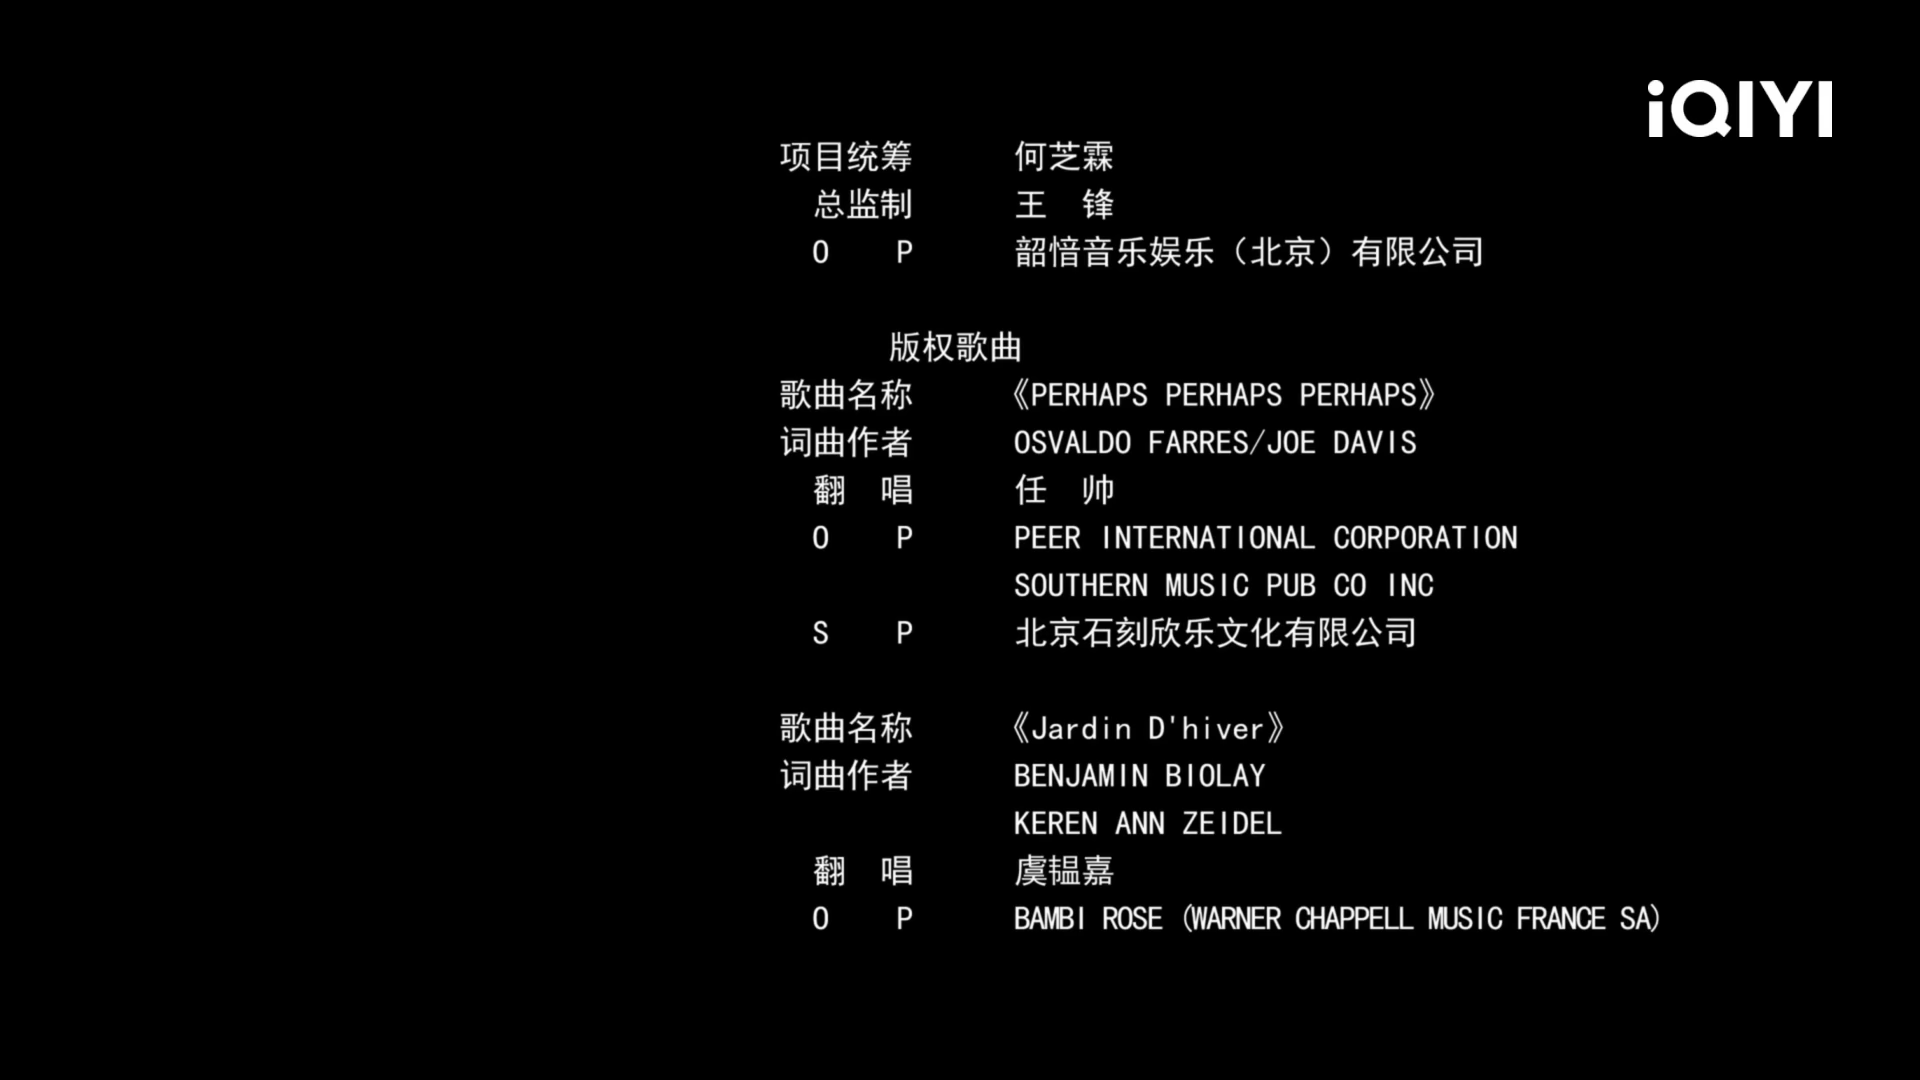 iQIYI
项目统筹 何芝霖
总监制 王 锋
O P 韶愔音乐娱乐（北京）有限公司
版权歌曲
歌曲名称 《PERHAPS PERHAPS PERHAPS》
词曲作者 OSVALDO FARRES/JOE DAVIS
翻 唱 任 帅
O P PEER INTERNATIONAL CORPORATION
SOUTHERN MUSIC PUB CO INC
S P 北京石刻欣乐文化有限公司
歌曲名称 《Jardin D'hiver》
词曲作者 BENJAMIN BIOLAY
KEREN ANN ZEIDEL
翻 唱 虞韫嘉
O P BAMBI ROSE (WARNER CHAPPELL MUSIC FRANCE SA)